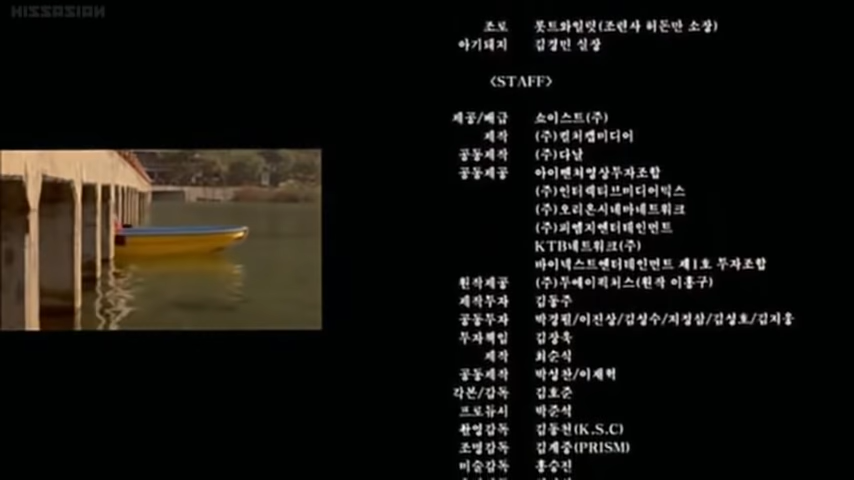 HISSASIAN
조로 롯트와일릿(조련사 허돈만 소장)
아기돼지 김경민 실장
<STAFF>
제공/배급 쇼이스트(주)
제작 (주)컬처캡미디어
공동제작 (주)다날
공동제공 아이벤처영상투자조합
(주)인터렉티브미디어믹스
(주)오리온시네마네트워크
(주)피엠지엔터테인먼트
KTB네트워크(주)
바이넥스트엔터테인먼트 제1호 투자조합
원작제공 (주)투에이픽처스(원작 이홍구)
제작투자 김동주
공동투자 박경필/이진상/김성수/지정삼/김성호/김지홍
투자책임 김장욱
제작 최순식
공동제작 박성찬/이재혁
각본/감독 김호준
프로듀서 박준석
촬영감독 김동천(K.S.C)
조명감독 김계중(PRISM)
미술감독 홍승진